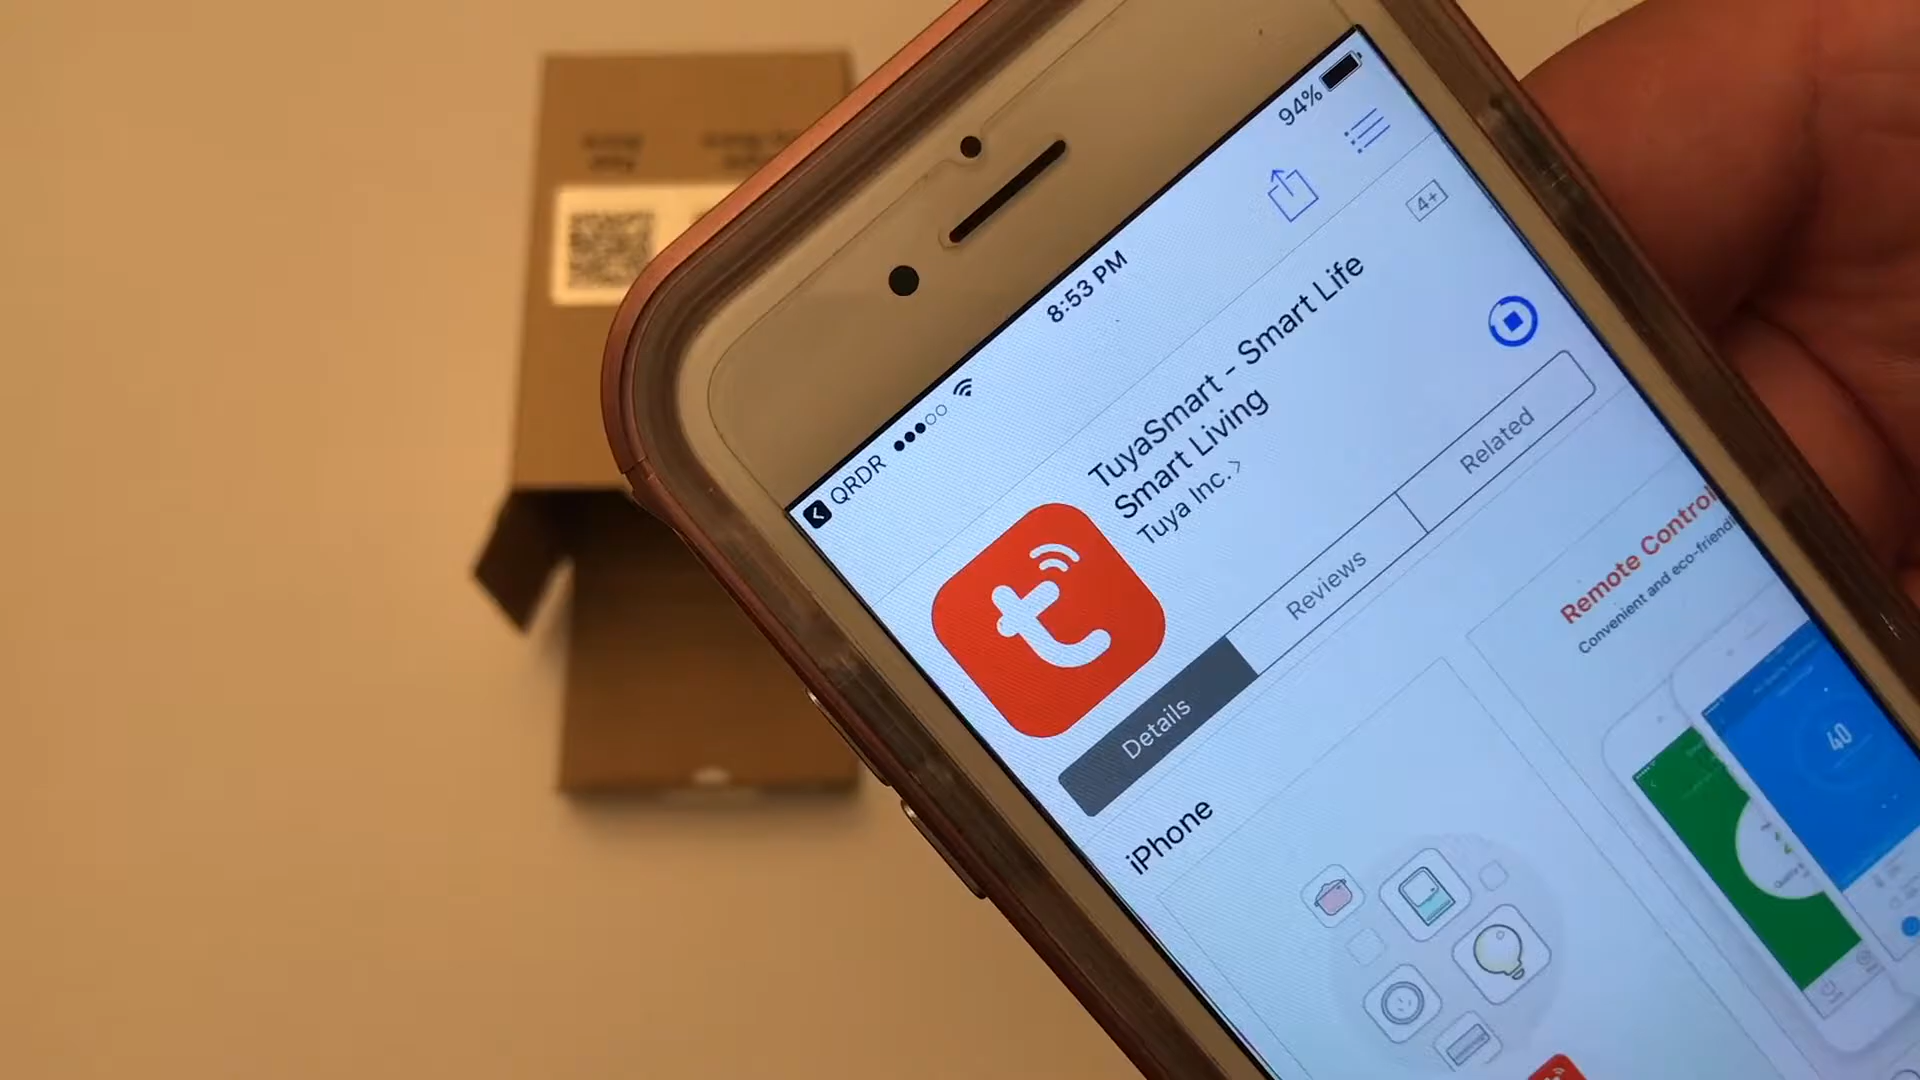 QRDR
8:53 PM
94%
4+
TuyaSmart - Smart Life
Smart Living
Tuya Inc.
Details
Reviews
Related
iPhone
Remote Control
Convenient and eco-friendl
40